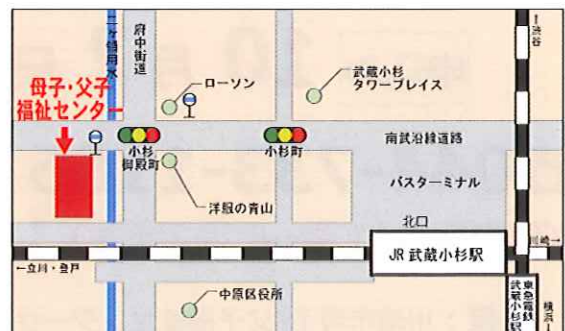 二ヶ領用水
府中街道
↑渋谷
母子・父子
福祉センター
ローソン
武蔵小杉
タワープレイス
小杉
御殿町
小杉町
南武沿線道路
洋服の青山
バスターミナル
北口
JR 武蔵小杉駅
川崎→
←立川・登戸
中原区役所
東急電鉄
武蔵小杉駅
横浜↓